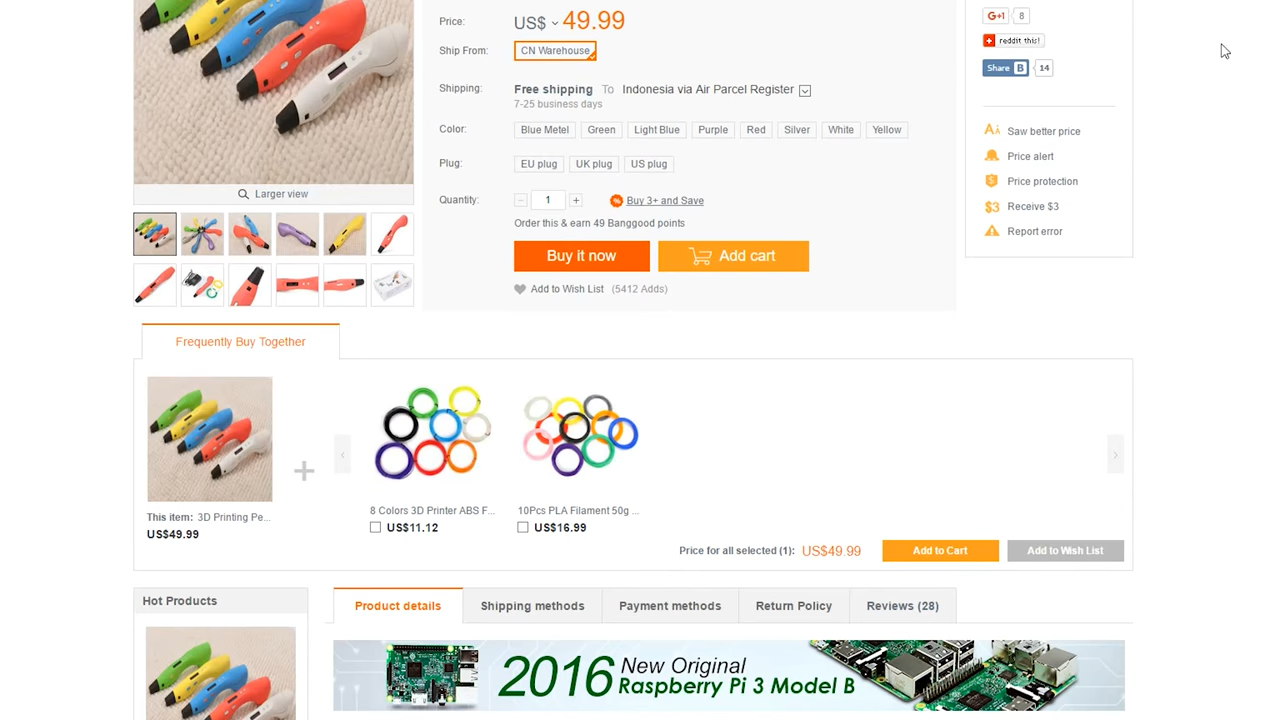 Price: US$ 49.99
Ship From: CN Warehouse
Shipping: Free shipping To Indonesia via Air Parcel Register
7-25 business days
Color: Blue Metel Green Light Blue Purple Red Silver White Yellow
Plug: EU plug UK plug US plug
Quantity: - 1 + Buy 3+ and Save
Order this & earn 49 Banggood points
Buy it now Add cart
Add to Wish List (5412 Adds)
Larger view
G+1 8
reddit this!
Share B 14
Saw better price
Price alert
Price protection
$3 Receive $3
Report error
Frequently Buy Together
+
This item: 3D Printing Pe...
US$49.99
8 Colors 3D Printer ABS F...
US$11.12
10Pcs PLA Filament 50g ...
US$16.99
Price for all selected (1): US$49.99 Add to Cart Add to Wish List
Hot Products
Product details Shipping methods Payment methods Return Policy Reviews (28)
2016 New Original
Raspberry Pi 3 Model B